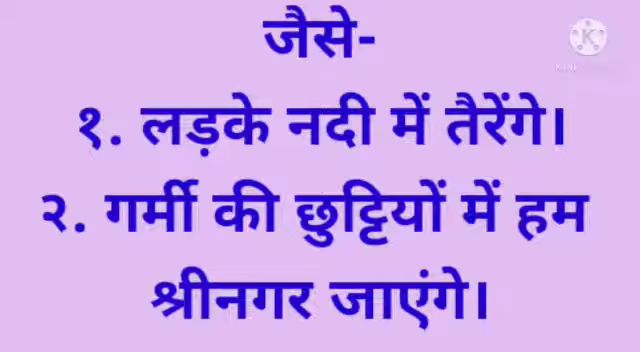 जैसे-
१. लड़के नदी में तैरेंगे।
२. गर्मी की छुट्टियों में हम
श्रीनगर जाएंगे।